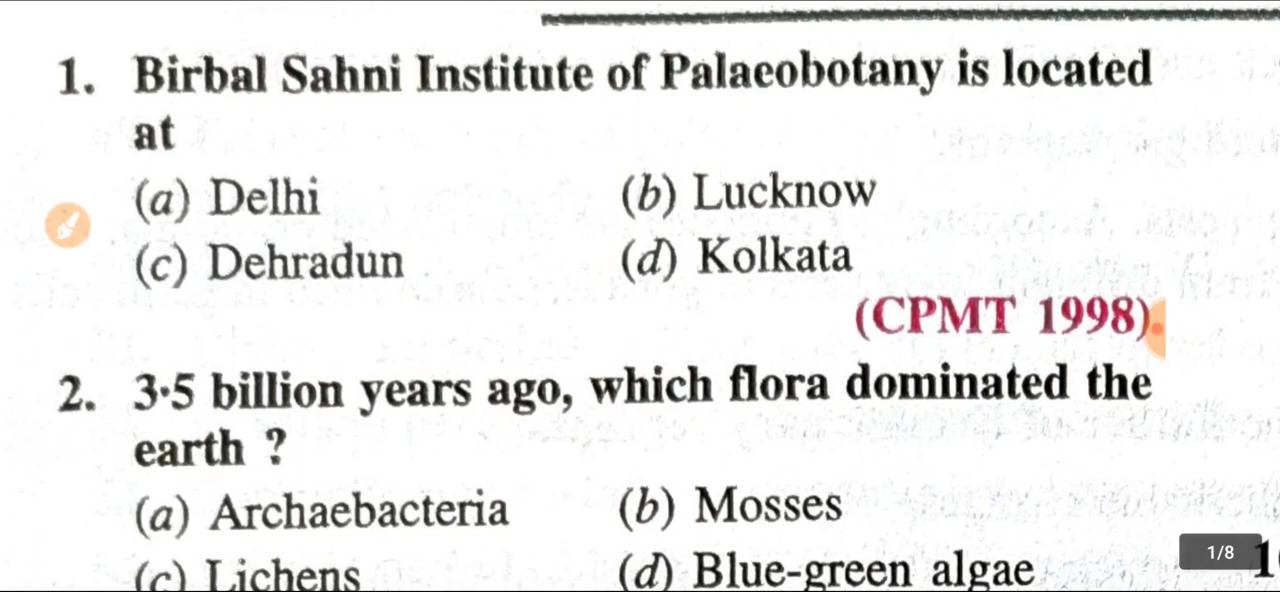 1. Birbal Sahni Institute of Palaeobotany is located
at
(a) Delhi (b) Lucknow
(c) Dehradun (d) Kolkata
(CPMT 1998)
2. 3·5 billion years ago, which flora dominated the
earth ?
(a) Archaebacteria (b) Mosses
(c) Lichens (d) Blue-green algae
1/8